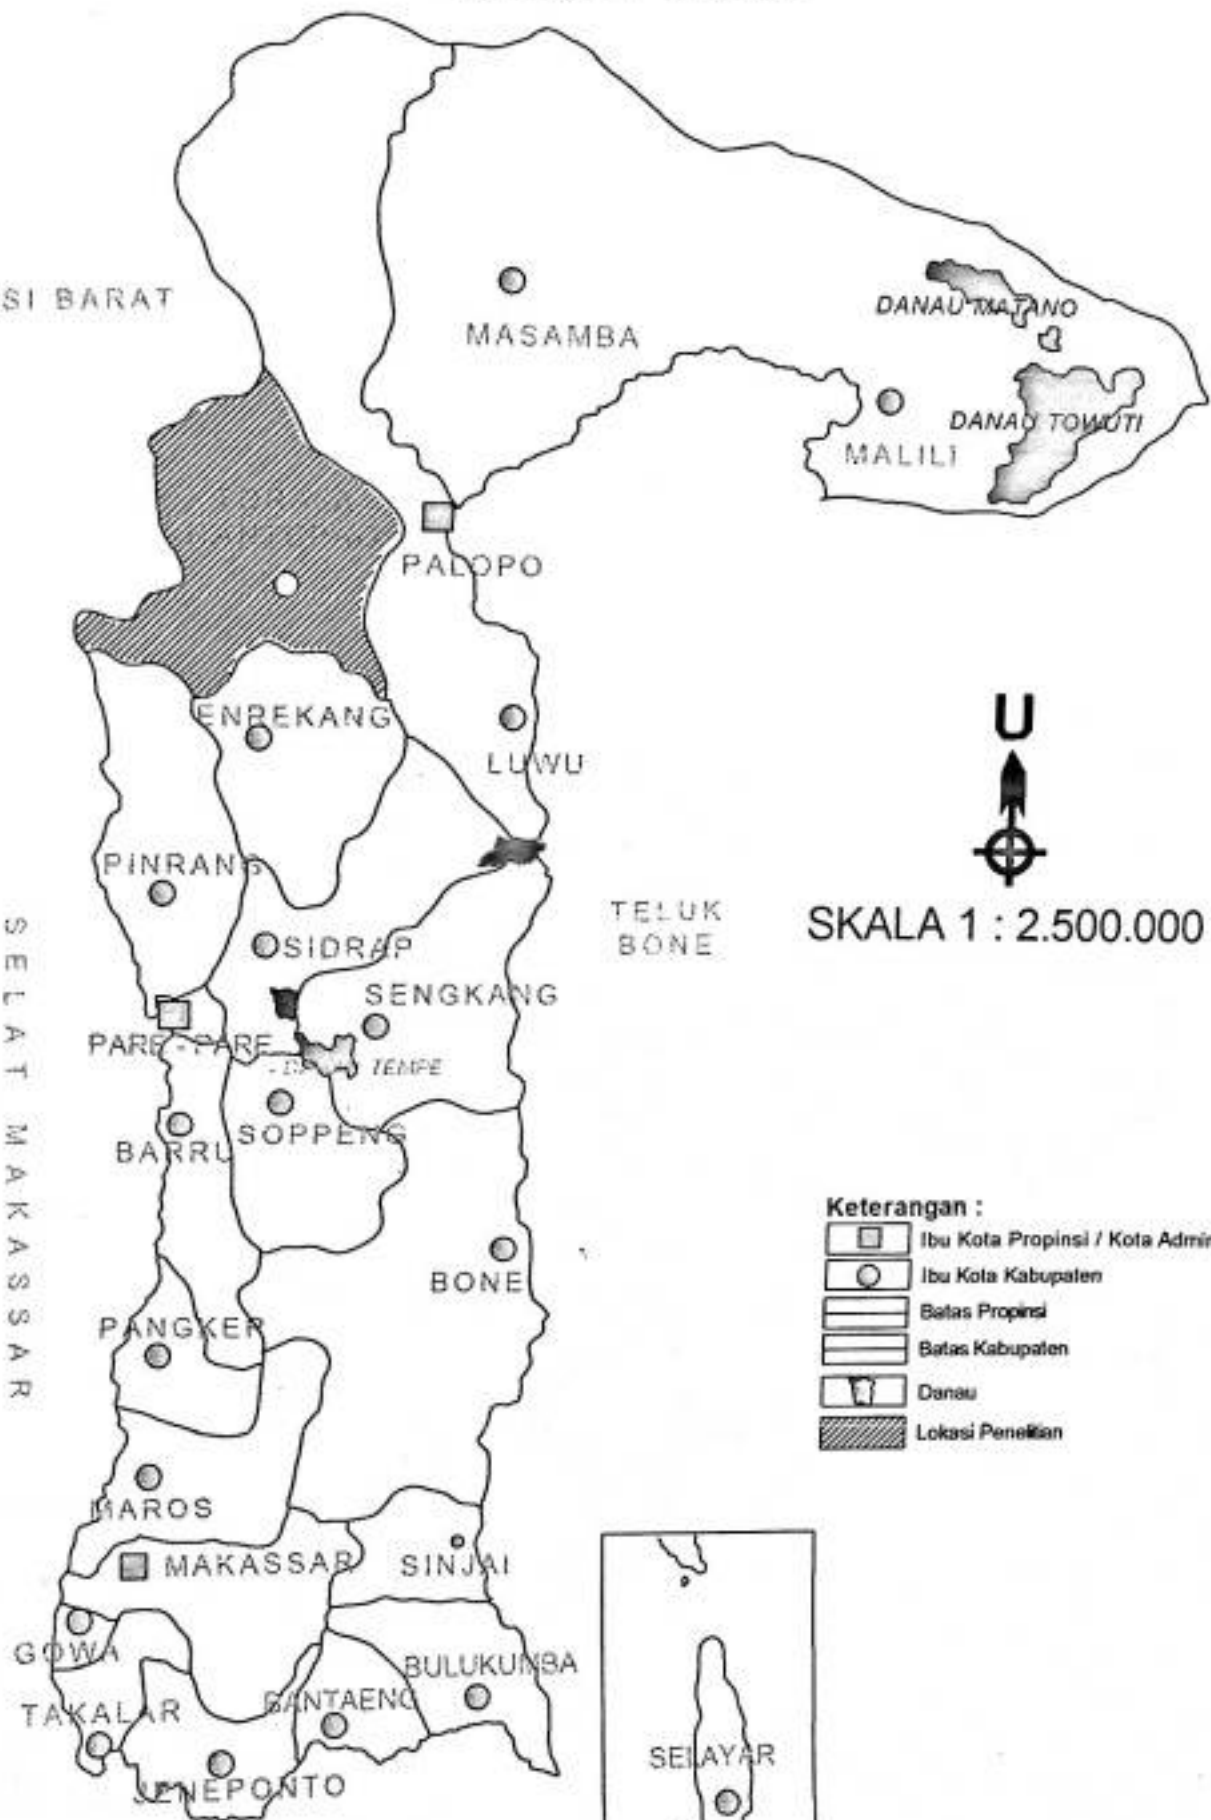 SI BARAT
MASAMBA
DANAU MATANO
DANAU TOWUTI
MALILI
PALOPO
ENREKANG
LUWU
U
PINRANG
SIDRAP
TELUK
BONE
SKALA 1 : 2.500.000
SENGKANG
PARE - PARE
TEMPE
SELAT MAKASSAR
SOPPENG
BARRU
BONE
PANGKEP
MAROS
MAKASSAR
SINJAI
GOWA
BULUKUMBA
TAKALAR
BANTAENG
JENEPONTO
SELAYAR
Keterangan :
Ibu Kota Propinsi / Kota Admin
Ibu Kota Kabupaten
Batas Propinsi
Batas Kabupaten
Danau
Lokasi Penelitian